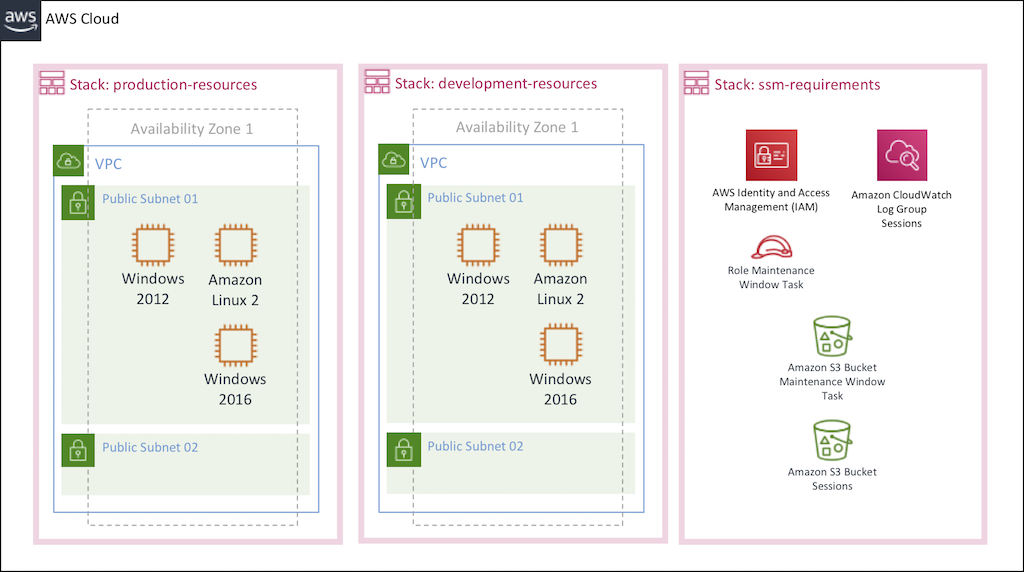 aws
AWS Cloud
Stack: production-resources
Availability Zone 1
VPC
Public Subnet 01
Windows
2012
Amazon
Linux 2
Windows
2016
Public Subnet 02
Stack: development-resources
Availability Zone 1
VPC
Public Subnet 01
Windows
2012
Amazon
Linux 2
Windows
2016
Public Subnet 02
Stack: ssm-requirements
AWS Identity and Access
Management (IAM)
Amazon CloudWatch
Log Group
Sessions
Role Maintenance
Window Task
Amazon S3 Bucket
Maintenance Window
Task
Amazon S3 Bucket
Sessions